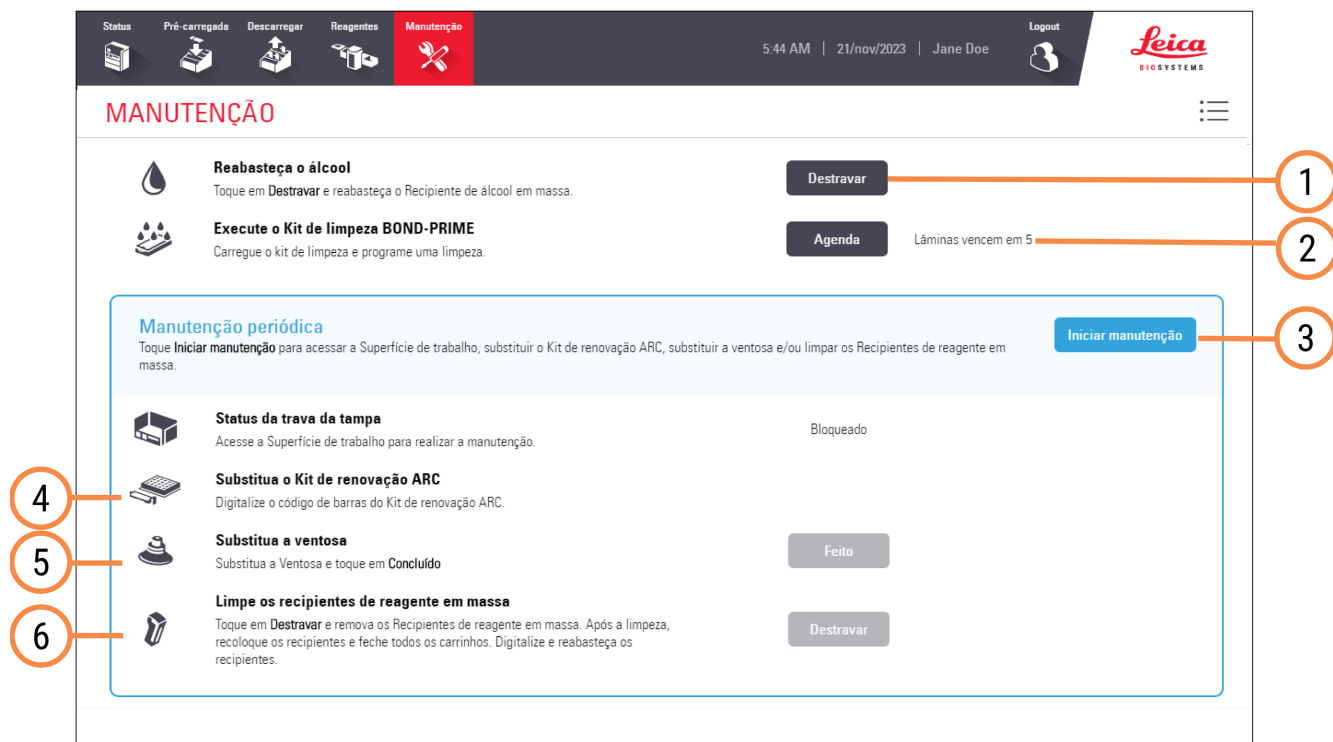 Status Pré-carregada Descarregar Reagentes Manutenção Logout
5:44 AM | 21/nov/2023 | Jane Doe
Leica
BIOSYSTEMS
MANUTENÇÃO
Reabasteça o álcool
Toque em Destravar e reabasteça o Recipiente de álcool em massa.
Destravar
1
Execute o Kit de limpeza BOND-PRIME
Carregue o kit de limpeza e programe uma limpeza.
Agenda
Lâminas vencem em 5
2
Manutenção periódica
Toque Iniciar manutenção para acessar a Superfície de trabalho, substituir o Kit de renovação ARC, substituir a ventosa e/ou limpar os Recipientes de reagente em
massa.
Iniciar manutenção
3
Status da trava da tampa
Acesse a Superfície de trabalho para realizar a manutenção.
Bloqueado
4
Substitua o Kit de renovação ARC
Digitalize o código de barras do Kit de renovação ARC.
5
Substitua a ventosa
Substitua a Ventosa e toque em Concluído
Feito
6
Limpe os recipientes de reagente em massa
Toque em Destravar e remova os Recipientes de reagente em massa. Após a limpeza,
recoloque os recipientes e feche todos os carrinhos. Digitalize e reabasteça os
recipientes.
Destravar